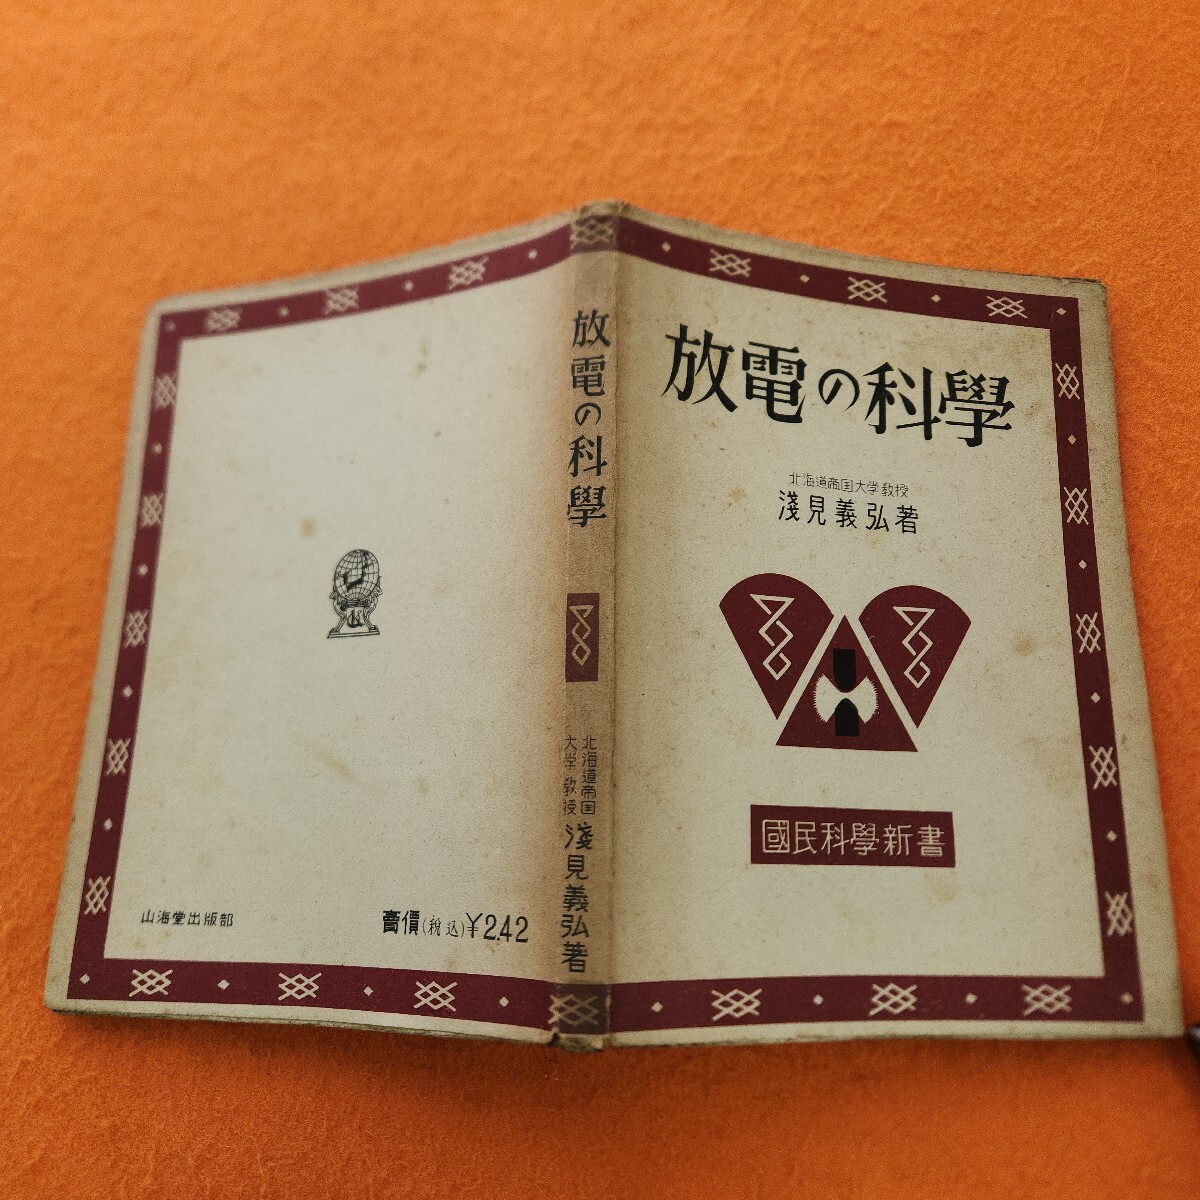 放電の科學
北海道帝国大学教授
淺見義弘著
國民科學新書
放電の科學
北海道帝国
大学教授
淺見義弘著
山海堂出版部
賣價(税込)¥2.42